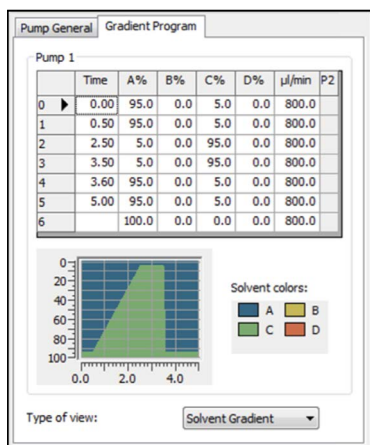 Pump General Gradient Program
Pump 1
Time A% B% C% D% µl/min P2
0 0.00 95.0 0.0 5.0 0.0 800.0
1 0.50 95.0 0.0 5.0 0.0 800.0
2 2.50 5.0 0.0 95.0 0.0 800.0
3 3.50 5.0 0.0 95.0 0.0 800.0
4 3.60 95.0 0.0 5.0 0.0 800.0
5 5.00 95.0 0.0 5.0 0.0 800.0
6 100.0 0.0 0.0 0.0 800.0
0
20
40
60
80
100
0.0 2.0 4.0
Solvent colors:
A B
C D
Type of view: Solvent Gradient